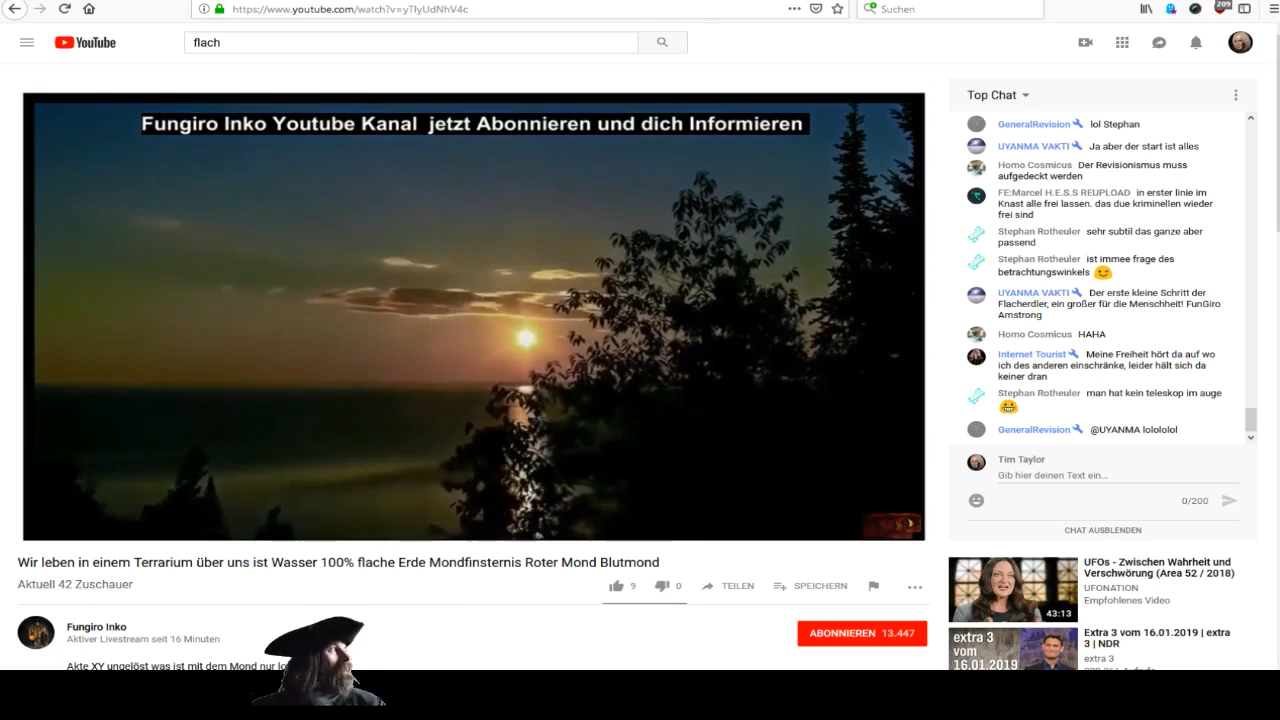 https://www.youtube.com/watch?v=yTlyUdNhV4c
Suchen
209
YouTube
flach
Fungiro Inko Youtube Kanal jetzt Abonnieren und dich Informieren
Top Chat
GeneralRevision lol Stephan
UYANMA VAKTI Ja aber der start ist alles
Homo Cosmicus Der Revisionismus muss
aufgedeckt werden
FE:Marcel H.E.S.S REUPLOAD in erster linie im
Knast alle frei lassen. das due kriminellen wieder
frei sind
Stephan Rotheuler sehr subtil das ganze aber
passend
Stephan Rotheuler ist immee frage des
betrachtungswinkels
UYANMA VAKTI Der erste kleine Schritt der
Flacherdler, ein großer für die Menschheit! FunGiro
Amstrong
Homo Cosmicus HAHA
Internet Tourist Meine Freiheit hört da auf wo
ich des anderen einschränke, leider hält sich da
keiner dran
Stephan Rotheuler man hat kein teleskop im auge
GeneralRevision @UYANMA lolololol
Tim Taylor
Gib hier deinen Text ein...
0/200
CHAT AUSBLENDEN
Wir leben in einem Terrarium über uns ist Wasser 100% flache Erde Mondfinsternis Roter Mond Blutmond
Aktuell 42 Zuschauer
9 0 TEILEN SPEICHERN
Fungiro Inko
Aktiver Livestream seit 16 Minuten
ABONNIEREN 13.447
Akte XY ungelöst was ist mit dem Mond nur
43:13
UFOs - Zwischen Wahrheit und
Verschwörung (Area 52 / 2018)
UFONATION
Empfohlenes Video
extra 3
vom
16.01.2019
Extra 3 vom 16.01.2019 | extra
3 | NDR
extra 3